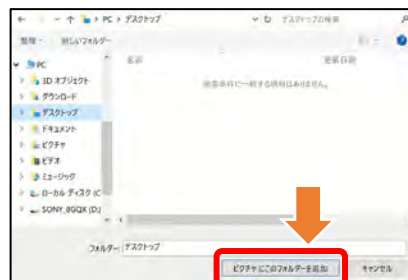 PC > デスクトップ
デスクトップの検索
整理
新しいフォルダー
名前
更新日時
検索条件に一致する項目はありません。
PC
3D オブジェクト
ダウンロード
デスクトップ
ドキュメント
ピクチャ
ビデオ
ミュージック
ローカル ディスク (C
SONY_8GQX (D:)
フォルダー: デスクトップ
ピクチャ にこのフォルダーを追加
キャンセル